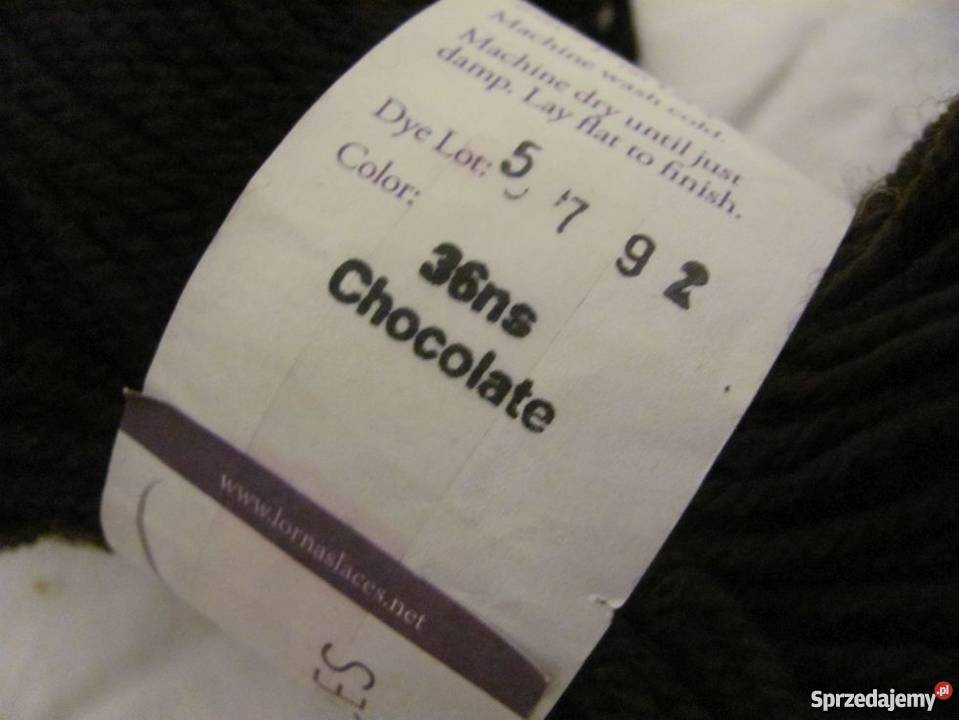 Machine wash cold.
Machine dry until just
damp. Lay flat to finish.
Dye Lot: 5 7 9 2
Color:
36ns
Chocolate
www.lornaslaces.net
ES
Sprzedajemy.pl